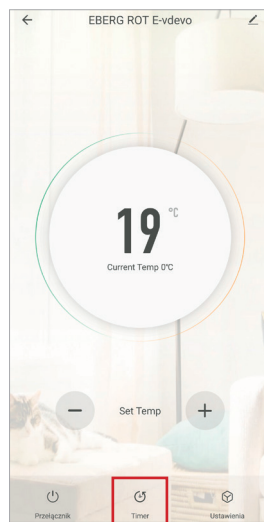 EBERG ROT E-vdevo
19 °C
Current Temp 0°C
Set Temp
Przełącznik
Timer
Ustawienia